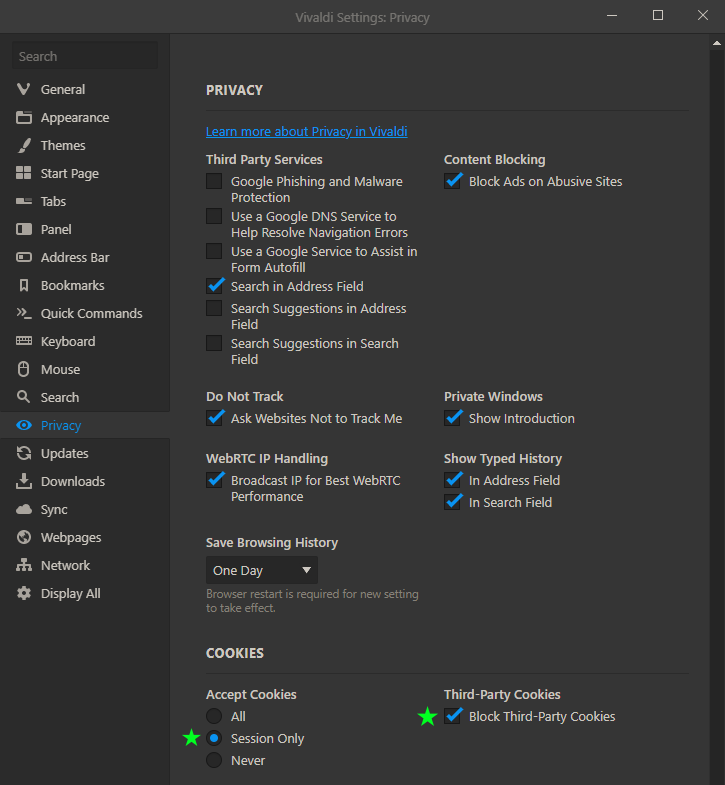 Vivaldi Settings: Privacy
Search
General
Appearance
Themes
Start Page
Tabs
Panel
Address Bar
Bookmarks
Quick Commands
Keyboard
Mouse
Search
Privacy
Updates
Downloads
Sync
Webpages
Network
Display All
PRIVACY
Learn more about Privacy in Vivaldi
Third Party Services
Google Phishing and Malware
Protection
Use a Google DNS Service to
Help Resolve Navigation Errors
Use a Google Service to Assist in
Form Autofill
Search in Address Field
Search Suggestions in Address
Field
Search Suggestions in Search
Field
Content Blocking
Block Ads on Abusive Sites
Do Not Track
Ask Websites Not to Track Me
Private Windows
Show Introduction
WebRTC IP Handling
Broadcast IP for Best WebRTC
Performance
Show Typed History
In Address Field
In Search Field
Save Browsing History
One Day
Browser restart is required for new setting
to take effect.
COOKIES
Accept Cookies
All
Session Only
Never
Third-Party Cookies
Block Third-Party Cookies